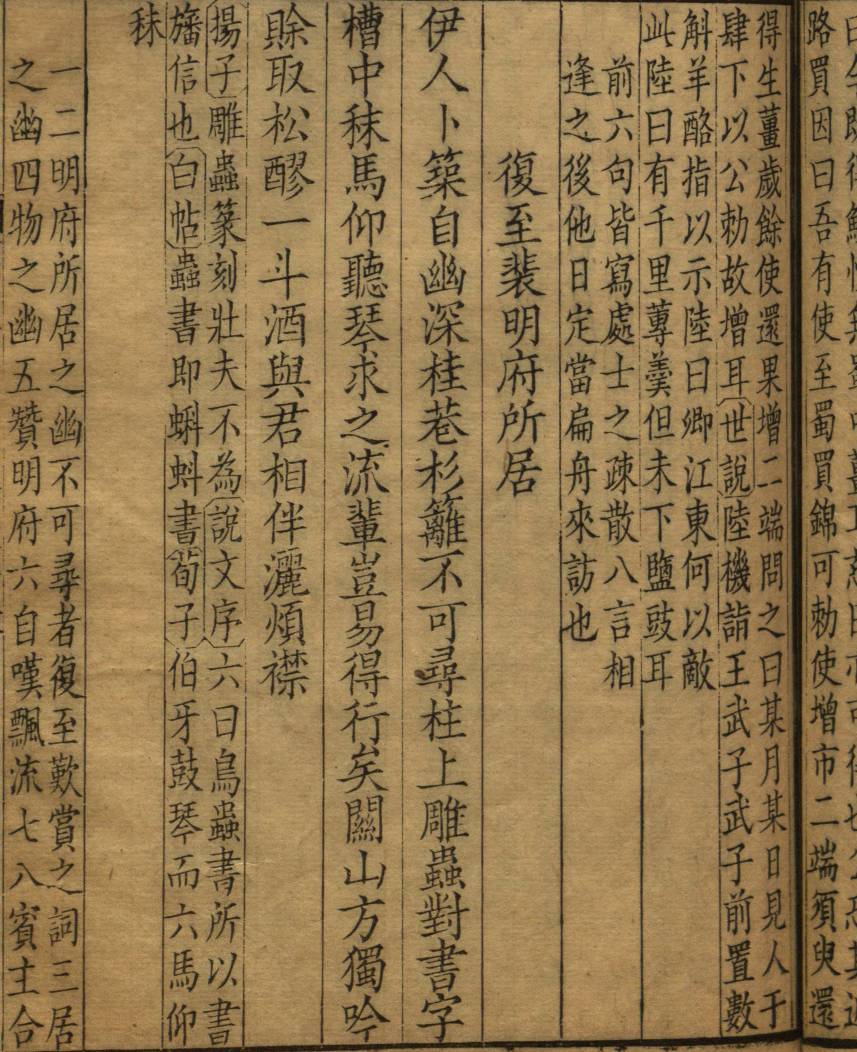 路買因曰吾有使至蜀買錦可勅使增市二端須臾還
得生薑歲餘使還果增二端問之曰某月某日見人于
肆下以公勅故增耳世說陸機詣王武子武子前置數
斛羊酪指以示陸曰卿江東何以敵
此陸曰有千里蓴羹但未下鹽豉耳
前六句皆寫處士之疎散八言相
逢之後他日定當扁舟來訪也
復至裴明府所居
伊人卜築自幽深桂巷杉籬不可尋柱上雕蟲對書字
槽中秣馬仰聽琴求之流輩豈易得行矣關山方獨吟
賒取松醪一斗酒與君相伴灑煩襟
揚子雕蟲篆刻壯夫不為說文序六曰鳥蟲書所以書
旛信也白帖蟲書即蝌蚪書荀子伯牙鼓琴而六馬仰
秣
一二明府所居之幽不可尋者復至歎賞之詞三居
之幽四物之幽五贊明府六自嘆飄流七八賓主合